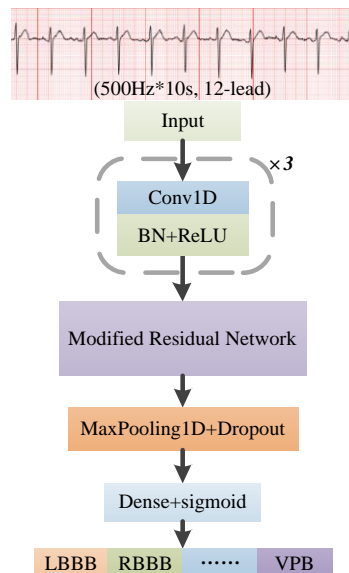 (500Hz*10s, 12-lead)
Input
×3
Conv1D
BN+ReLU
Modified Residual Network
MaxPooling1D+Dropout
Dense+sigmoid
LBBB RBBB ⋯⋯ VPB